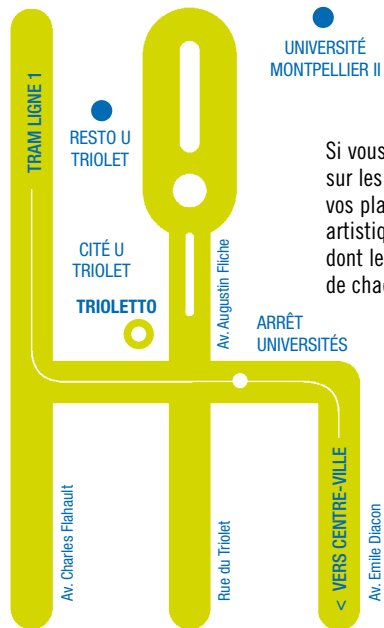 UNIVERSITÉ
MONTPELLIER II
TRAM LIGNE 1
RESTO U
TRIOLET
Si vous
sur les
vos pla
artistiq
dont le
de chac
CITÉ U
TRIOLET
TRIOLETTO
Av. Augustin Fliche
ARRÊT
UNIVERSITÉS
Av. Charles Flahault
Rue du Triolet
< VERS CENTRE-VILLE
Av. Emile Diacon